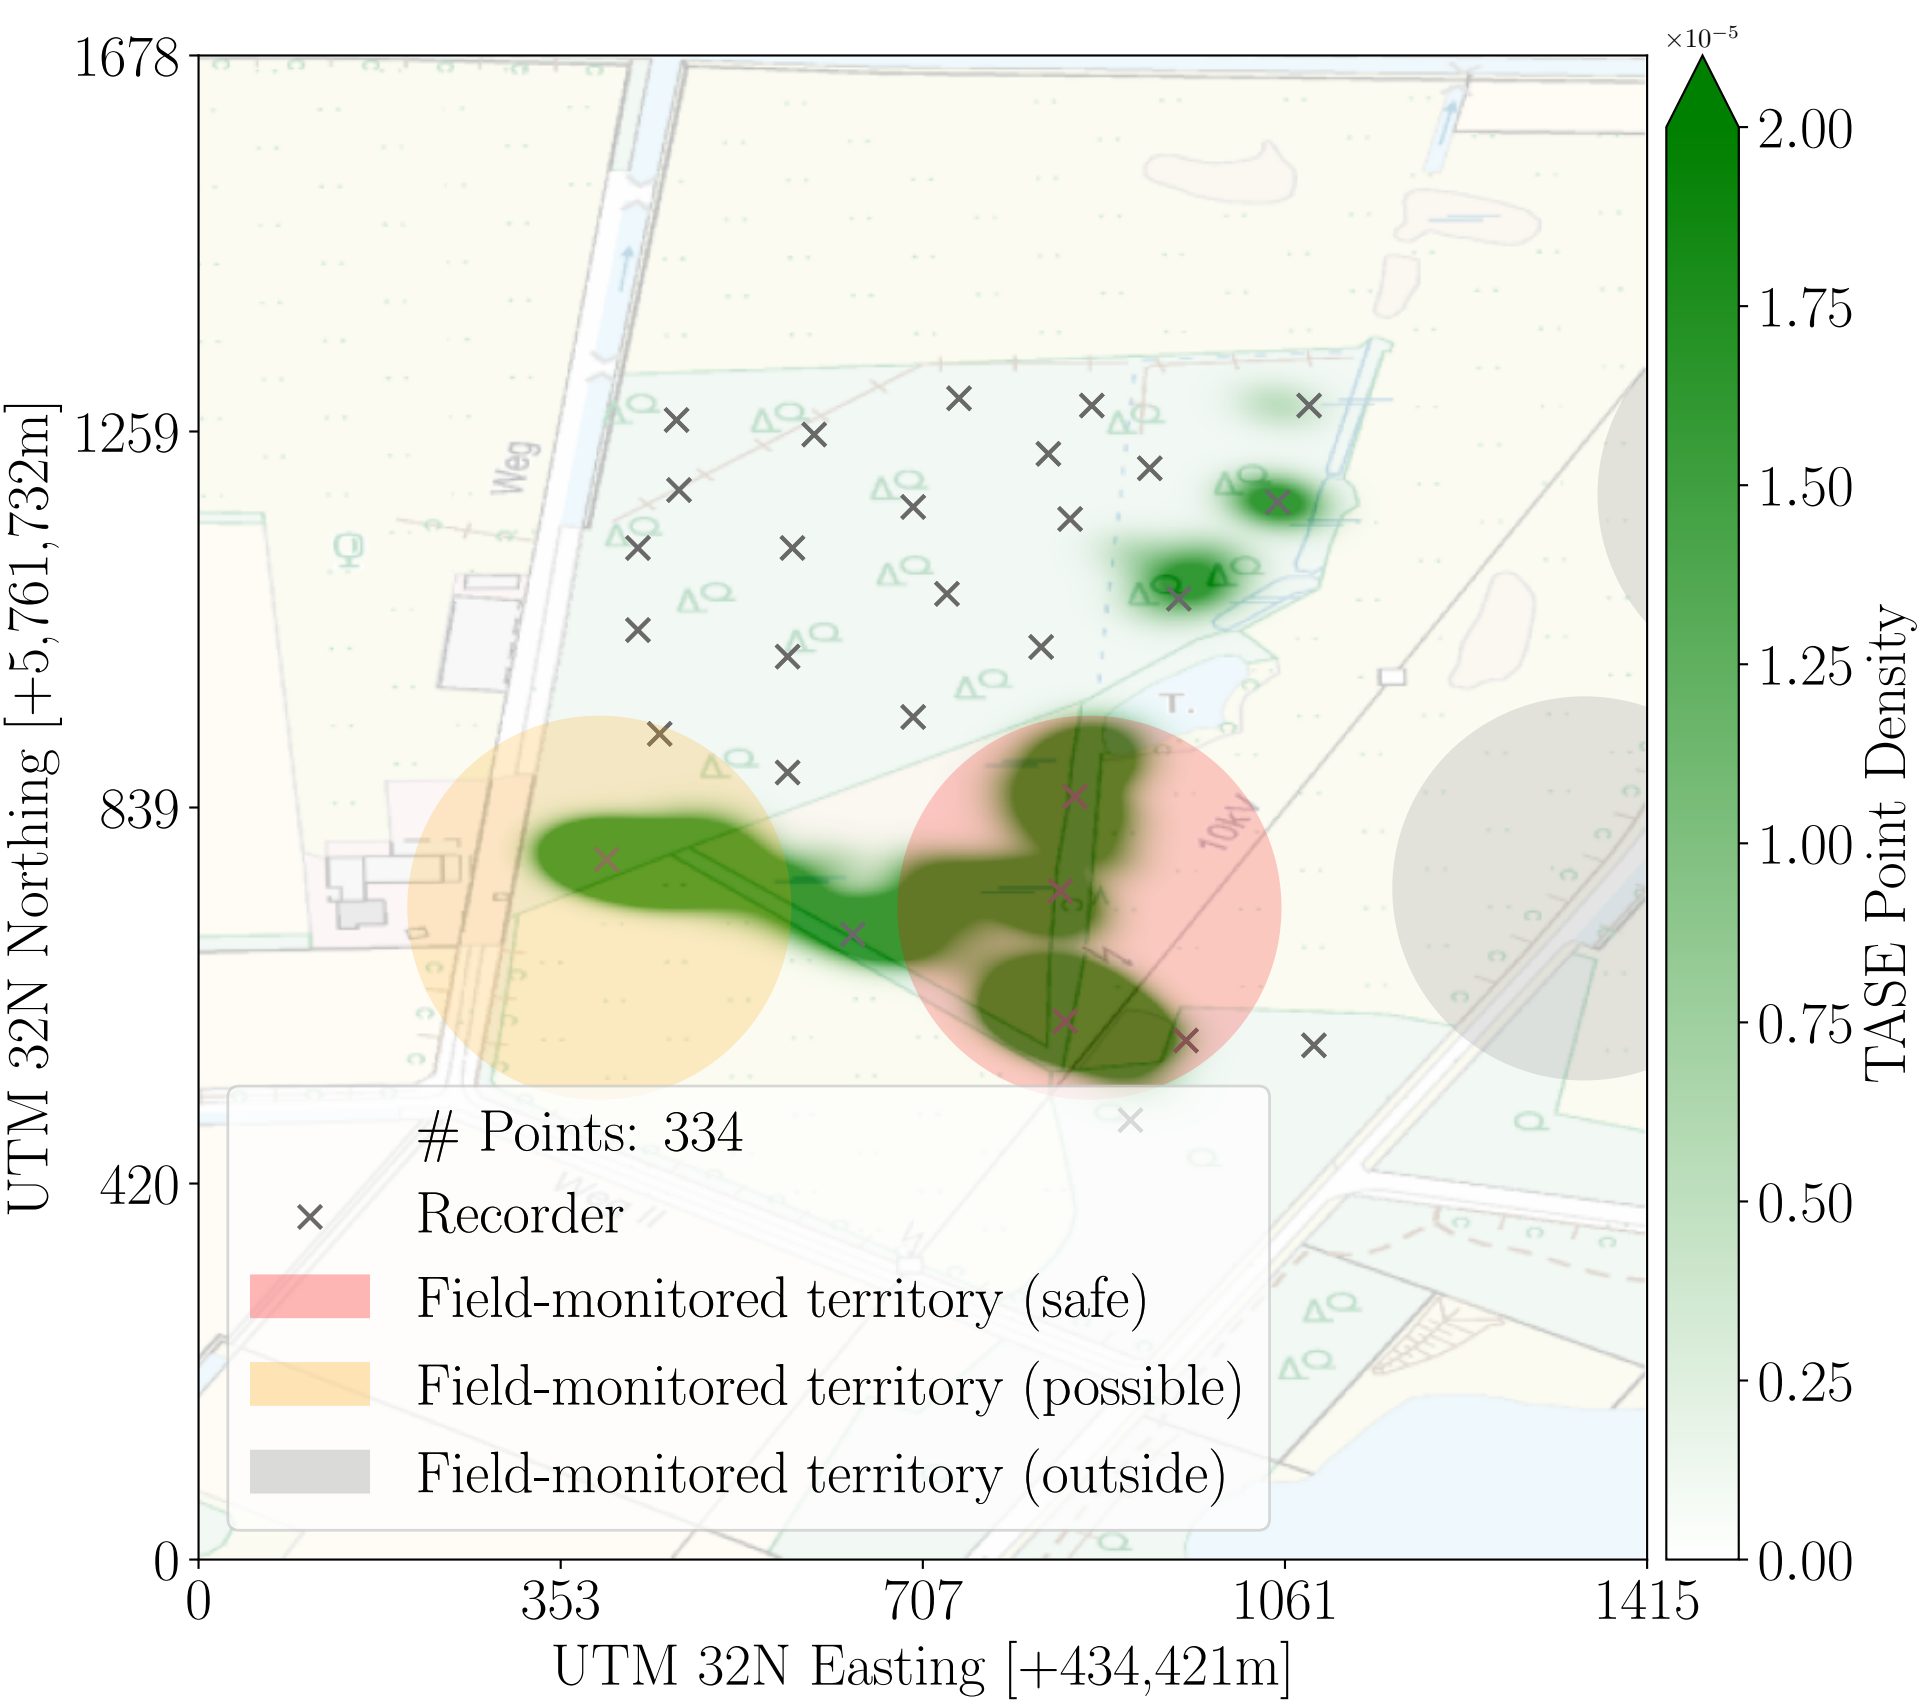 ×10⁻⁵
1678
1259
839
420
0
UTM 32N Northing [+5,761,732m]
Weg
T.
10kV
# Points: 334
Recorder
Field-monitored territory (safe)
Field-monitored territory (possible)
Field-monitored territory (outside)
Weg II
0
353
707
1061
1415
UTM 32N Easting [+434,421m]
2.00
1.75
1.50
1.25
1.00
0.75
0.50
0.25
0.00
TASE Point Density